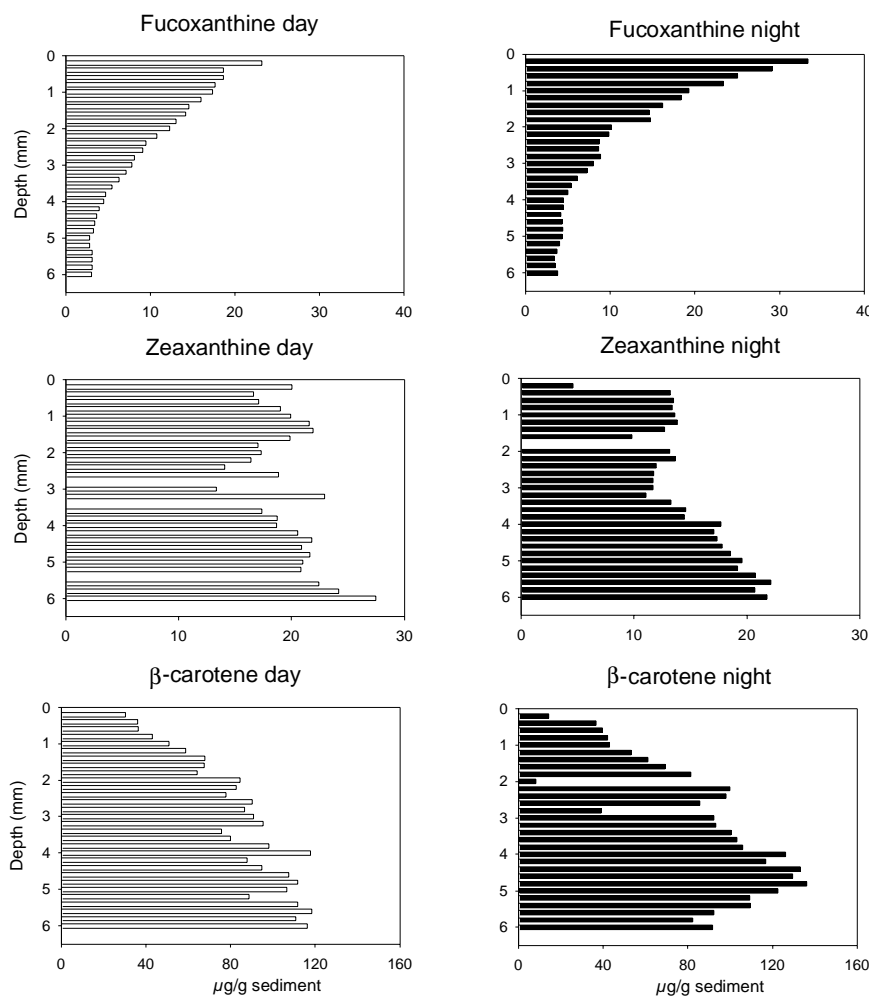 Fucoxanthine day
0
1
2
3
4
5
6
Depth (mm)
0 10 20 30 40
Fucoxanthine night
0
1
2
3
4
5
6
0 10 20 30 40
Zeaxanthine day
0
1
2
3
4
5
6
Depth (mm)
0 10 20 30
Zeaxanthine night
0
1
2
3
4
5
6
Depth (mm)
0 10 20 30
β-carotene day
0
1
2
3
4
5
6
Depth (mm)
0 40 80 120 160
µg/g sediment
β-carotene night
0
1
2
3
4
5
6
Depth (mm)
0 40 80 120 160
µg/g sediment